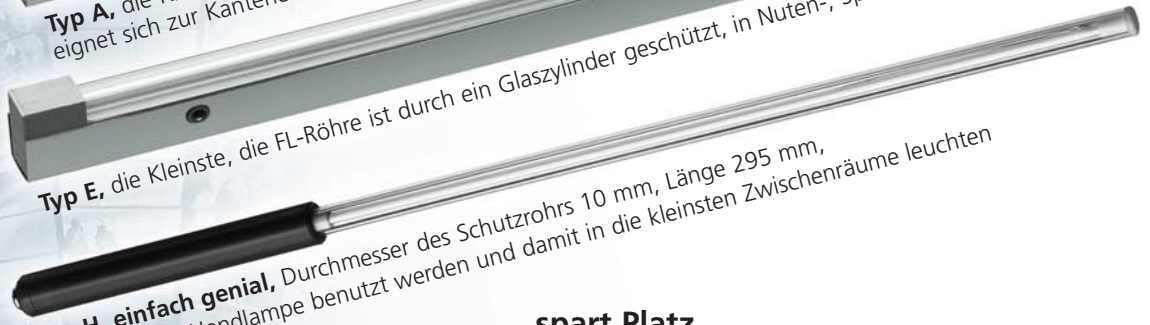 Typ A, die
eignet sich zur
Typ E, die Kleinste, die FL-Röhre ist durch ein Glaszylinder geschützt, in Nuten-,
H, einfach genial, Durchmesser des Schutzrohrs 10 mm, Länge 295 mm,
Handlampe benutzt werden und damit in die kleinsten Zwischenräume leuchten
spart Platz